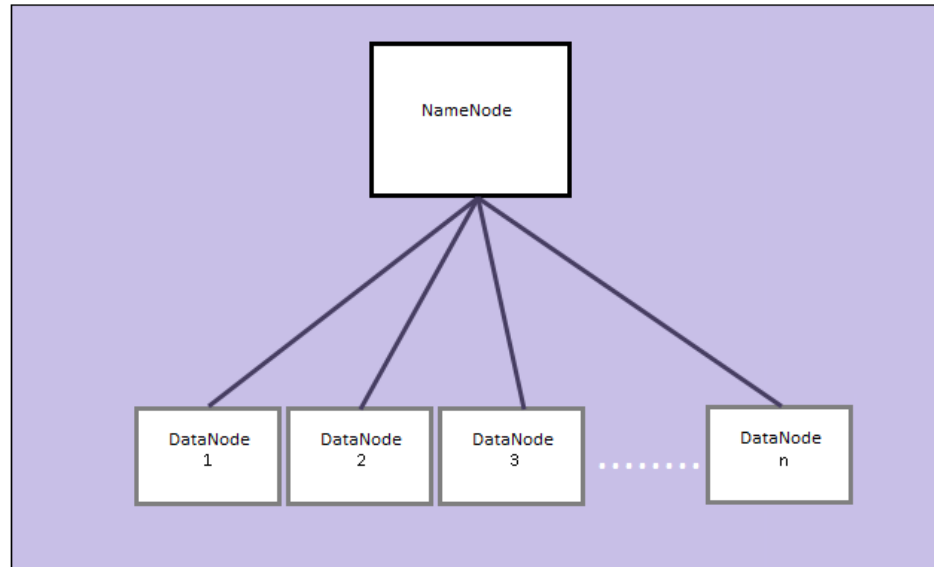 NameNode
DataNode
1
DataNode
2
DataNode
3
........
DataNode
n